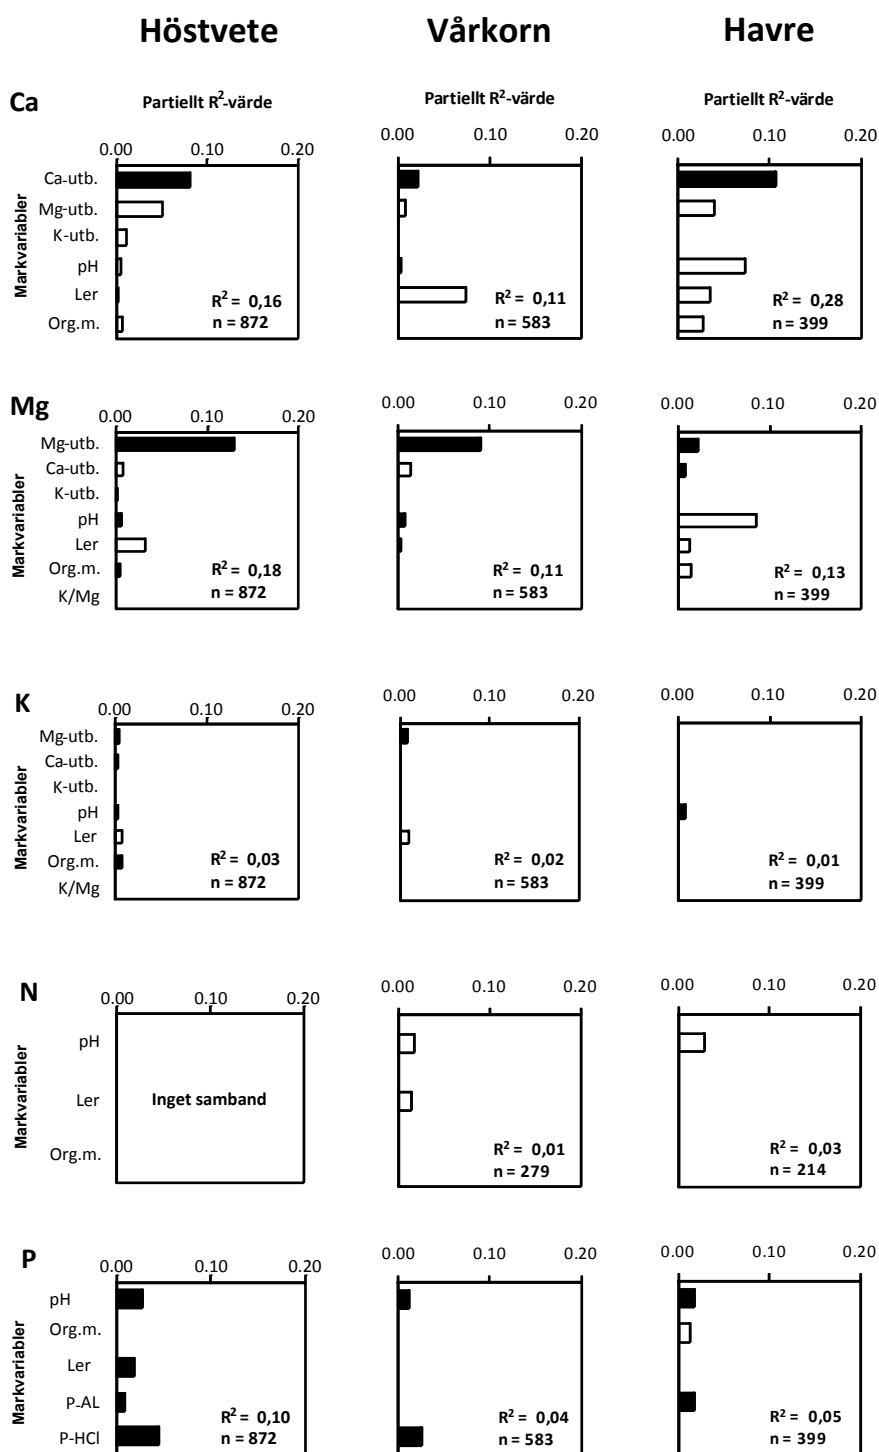 Höstvete Vårkorn Havre
Ca
Partiellt R²-värde Partiellt R²-värde Partiellt R²-värde
0.00 0.10 0.20 0.00 0.10 0.20 0.00 0.10 0.20
Markvariabler
Ca-utb.
Mg-utb.
K-utb.
pH
Ler
Org.m.
R² = 0,16
n = 872
R² = 0,11
n = 583
R² = 0,28
n = 399
Mg
0.00 0.10 0.20 0.00 0.10 0.20 0.00 0.10 0.20
Markvariabler
Mg-utb.
Ca-utb.
K-utb.
pH
Ler
Org.m.
K/Mg
R² = 0,18
n = 872
R² = 0,11
n = 583
R² = 0,13
n = 399
K
0.00 0.10 0.20 0.00 0.10 0.20 0.00 0.10 0.20
Markvariabler
Mg-utb.
Ca-utb.
K-utb.
pH
Ler
Org.m.
K/Mg
R² = 0,03
n = 872
R² = 0,02
n = 583
R² = 0,01
n = 399
N
0.00 0.10 0.20 0.00 0.10 0.20 0.00 0.10 0.20
Markvariabler
pH
Ler
Org.m.
Inget samband
R² = 0,01
n = 279
R² = 0,03
n = 214
P
0.00 0.10 0.20 0.00 0.10 0.20 0.00 0.10 0.20
Markvariabler
pH
Org.m.
Ler
P-AL
P-HCl
R² = 0,10
n = 872
R² = 0,04
n = 583
R² = 0,05
n = 399